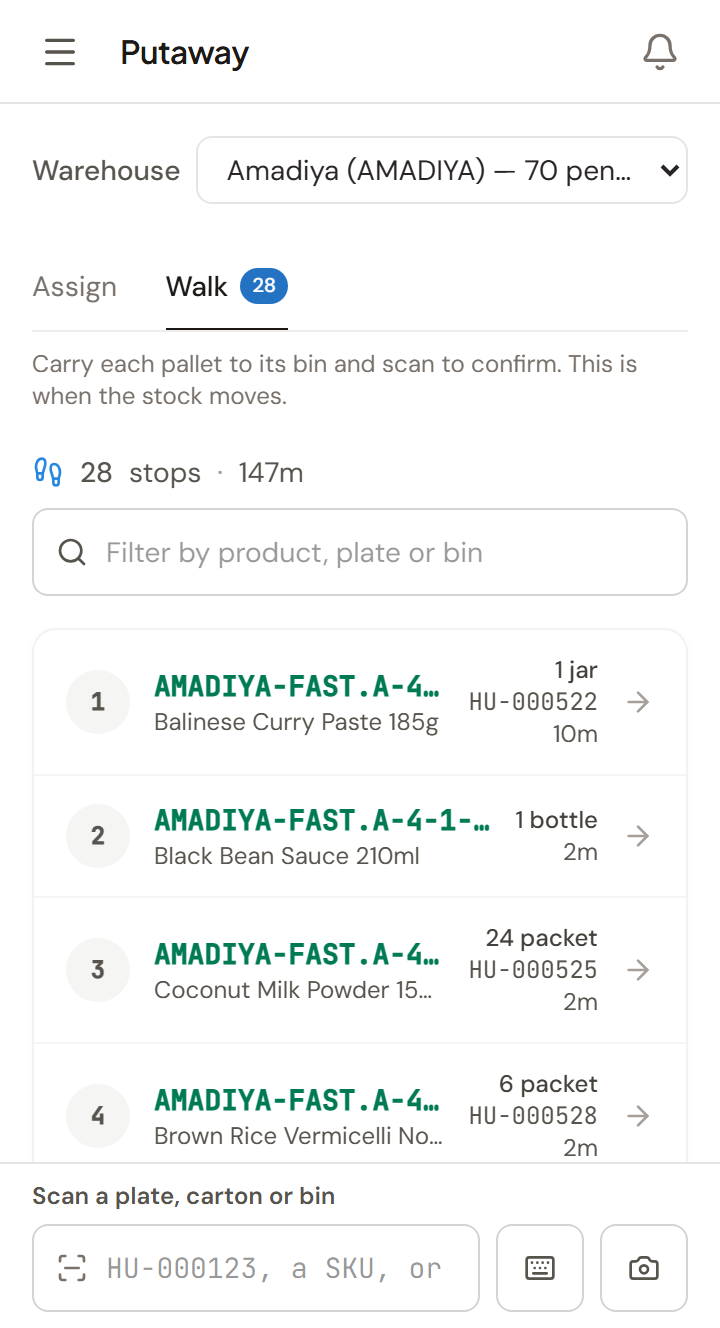 Putaway
Warehouse
Amadiya (AMADIYA) — 70 pen...
Assign
Walk 28
Carry each pallet to its bin and scan to confirm. This is
when the stock moves.
28 stops · 147m
Filter by product, plate or bin
1
AMADIYA-FAST.A-4…
Balinese Curry Paste 185g
1 jar
HU-000522
10m
2
AMADIYA-FAST.A-4-1-…
Black Bean Sauce 210ml
1 bottle
2m
3
AMADIYA-FAST.A-4…
Coconut Milk Powder 15…
24 packet
HU-000525
2m
4
AMADIYA-FAST.A-4…
Brown Rice Vermicelli No…
6 packet
HU-000528
2m
Scan a plate, carton or bin
HU-000123, a SKU, or